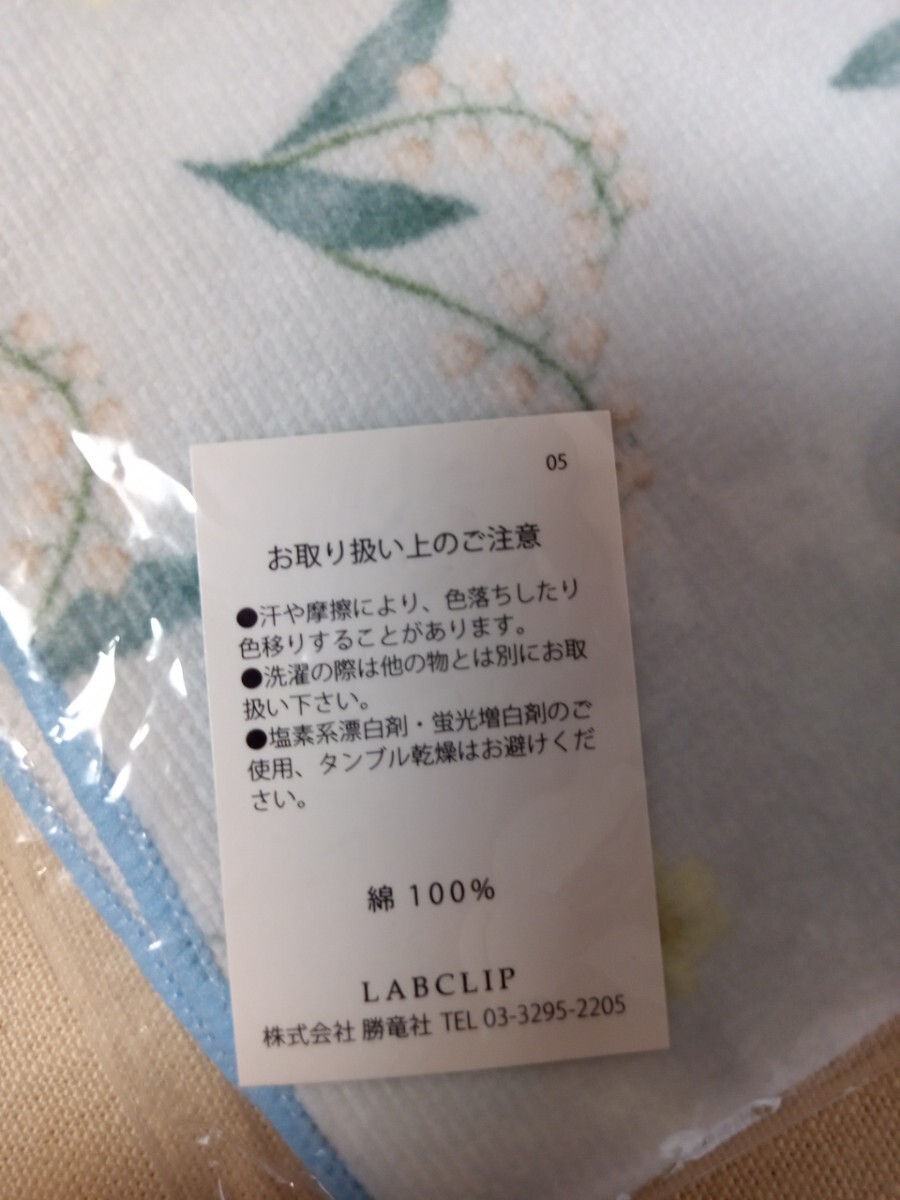 05
お取り扱い上のご注意
●汗や摩擦により、色落ちしたり
色移りすることがあります。
●洗濯の際は他の物とは別にお取
扱い下さい。
●塩素系漂白剤・蛍光増白剤のご
使用、タンブル乾燥はお避けくだ
さい。
綿 100%
LABCLIP
株式会社 勝竜社 TEL 03-3295-2205